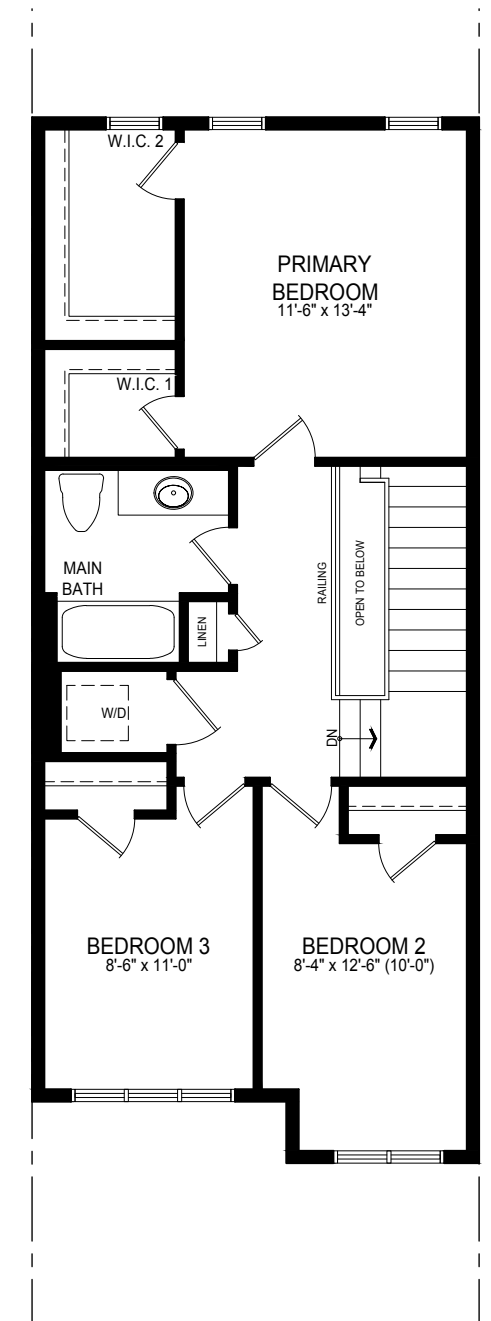 W.I.C. 2
PRIMARY
BEDROOM
11'-6" x 13'-4"
W.I.C. 1
MAIN
BATH
LINEN
RAILING
OPEN TO BELOW
W/D
DN
BEDROOM 3
8'-6" x 11'-0"
BEDROOM 2
8'-4" x 12'-6" (10'-0")